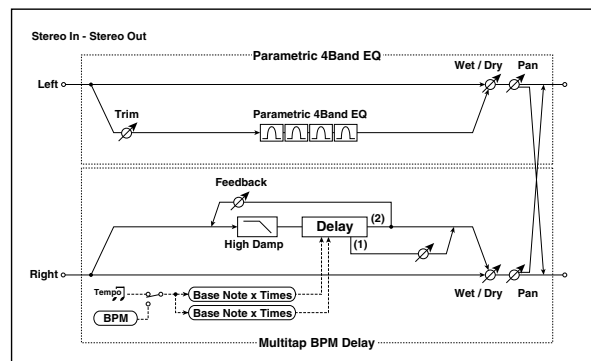 Stereo In - Stereo Out
Parametric 4Band EQ
Wet / Dry Pan
Left
Trim
Parametric 4Band EQ
Feedback
High Damp
Delay
(2)
(1)
Right
Tempo
BPM
Base Note x Times
Base Note x Times
Wet / Dry Pan
Multitap BPM Delay